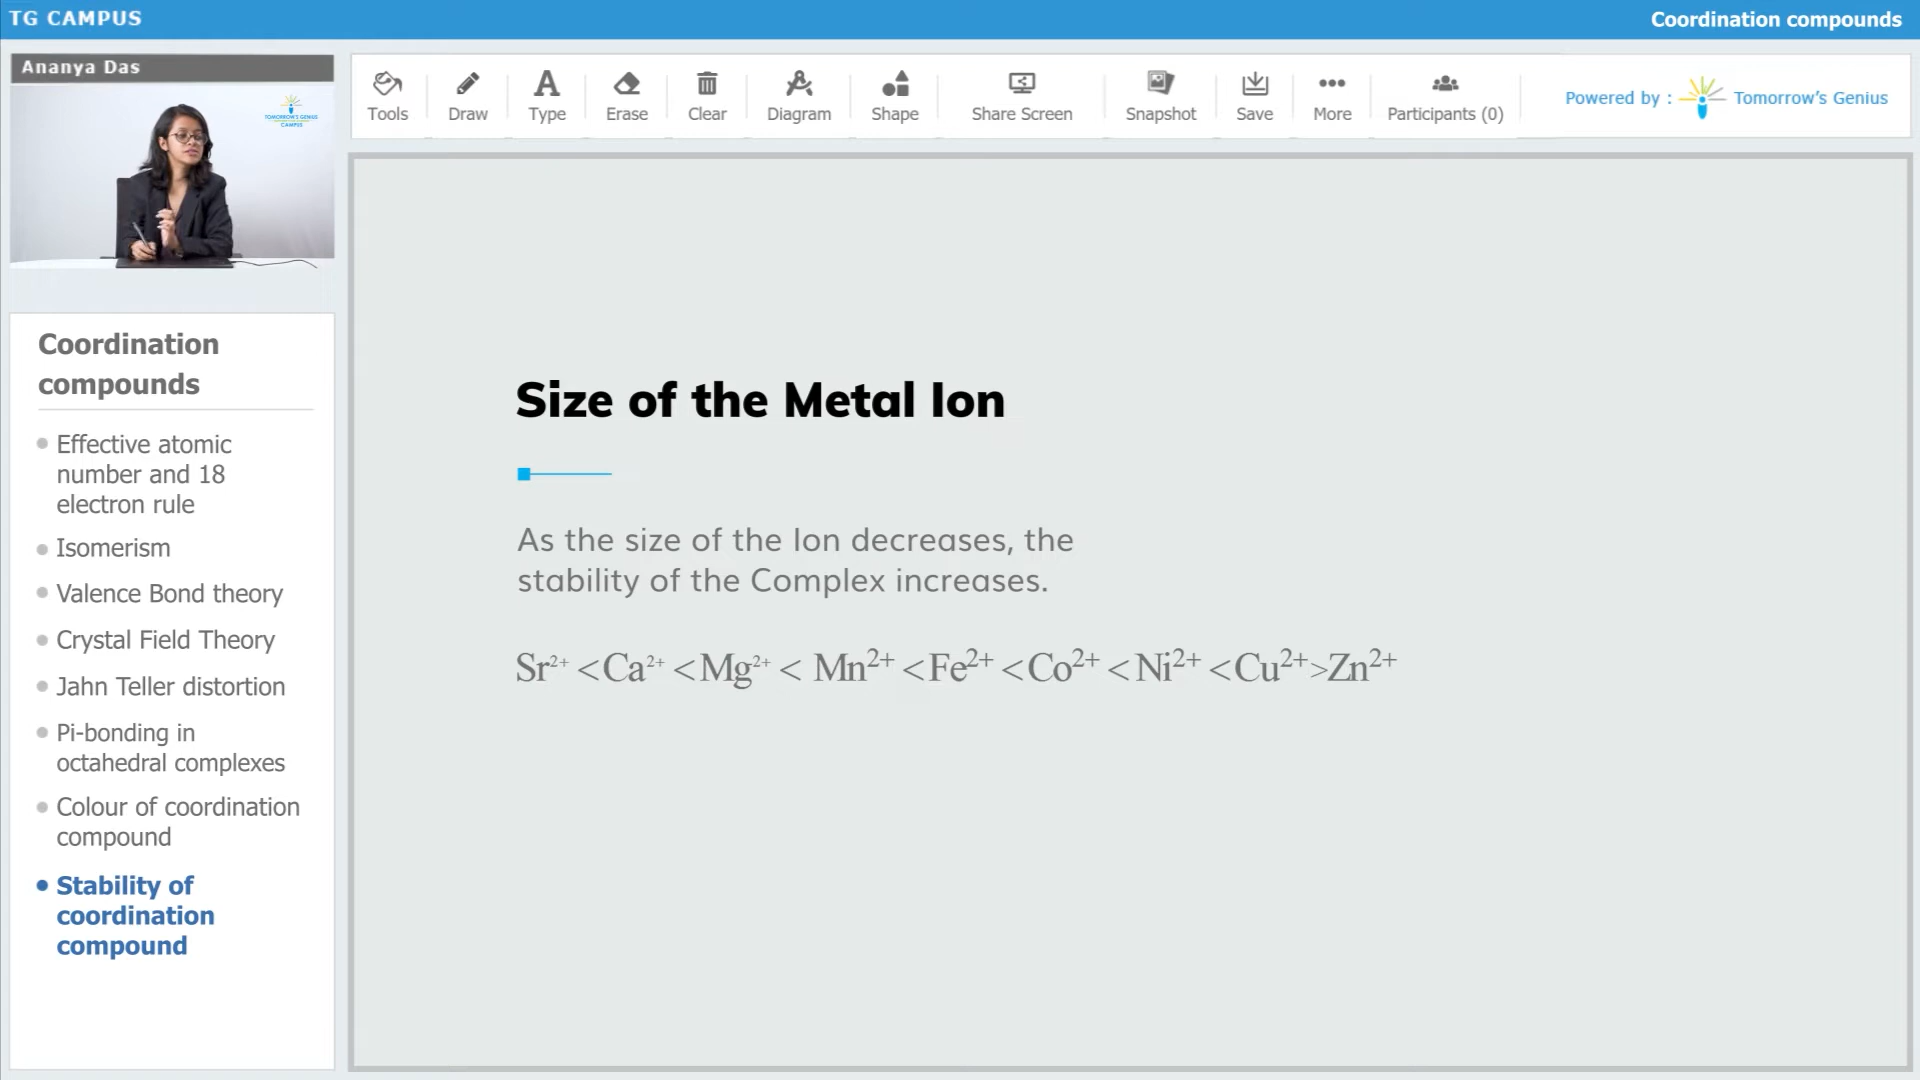 TG CAMPUS
Coordination compounds
Ananya Das
TOMORROW'S GENIUS
CAMPUS
Tools
Draw
Type
Erase
Clear
Diagram
Shape
Share Screen
Snapshot
Save
More
Participants (0)
Powered by :
Tomorrow's Genius
Coordination
compounds
Effective atomic
number and 18
electron rule
Isomerism
Valence Bond theory
Crystal Field Theory
Jahn Teller distortion
Pi-bonding in
octahedral complexes
Colour of coordination
compound
Stability of
coordination
compound
Size of the Metal Ion
As the size of the Ion decreases, the
stability of the Complex increases.
Sr²⁺ <Ca²⁺ <Mg²⁺ < Mn²⁺ <Fe²⁺ <Co²⁺ <Ni²⁺ <Cu²⁺>Zn²⁺